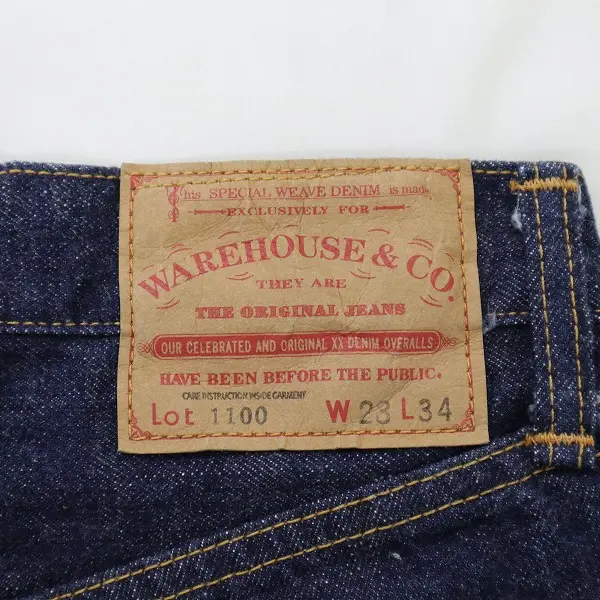 This SPECIAL WEAVE DENIM is made
EXCLUSIVELY FOR
WAREHOUSE & CO.
THEY ARE
THE ORIGINAL JEANS
OUR CELEBRATED AND ORIGINAL XX DENIM OVERALLS
HAVE BEEN BEFORE THE PUBLIC.
CARE INSTRUCTION INSIDE GARMENT
Lot 1100 W 23 L 34